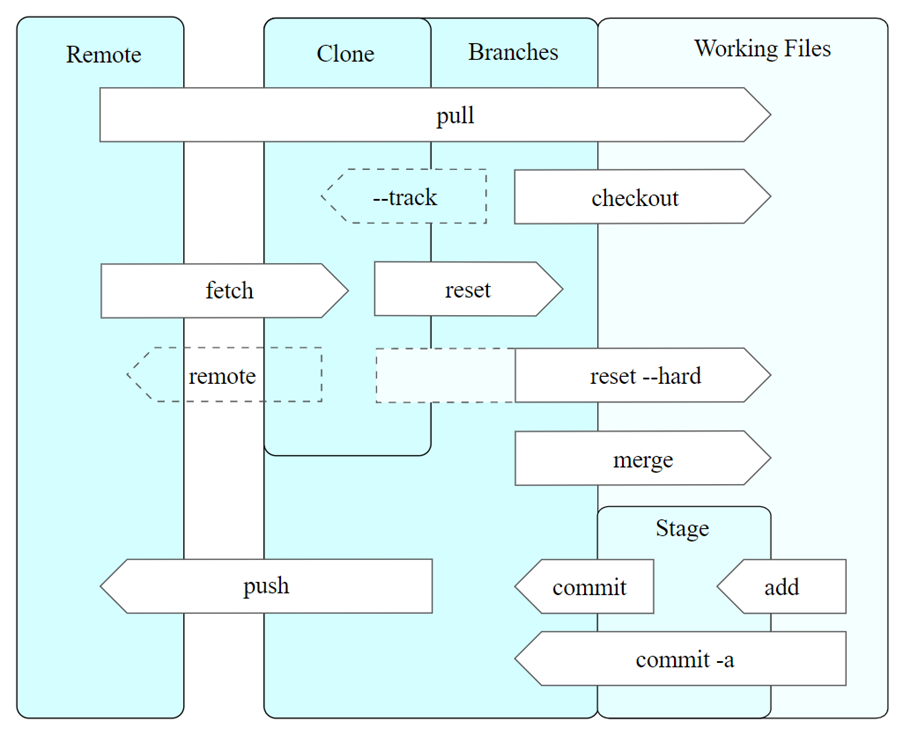 Remote
Clone
Branches
Working Files
pull
--track
checkout
fetch
reset
remote
reset --hard
merge
Stage
push
commit
add
commit -a